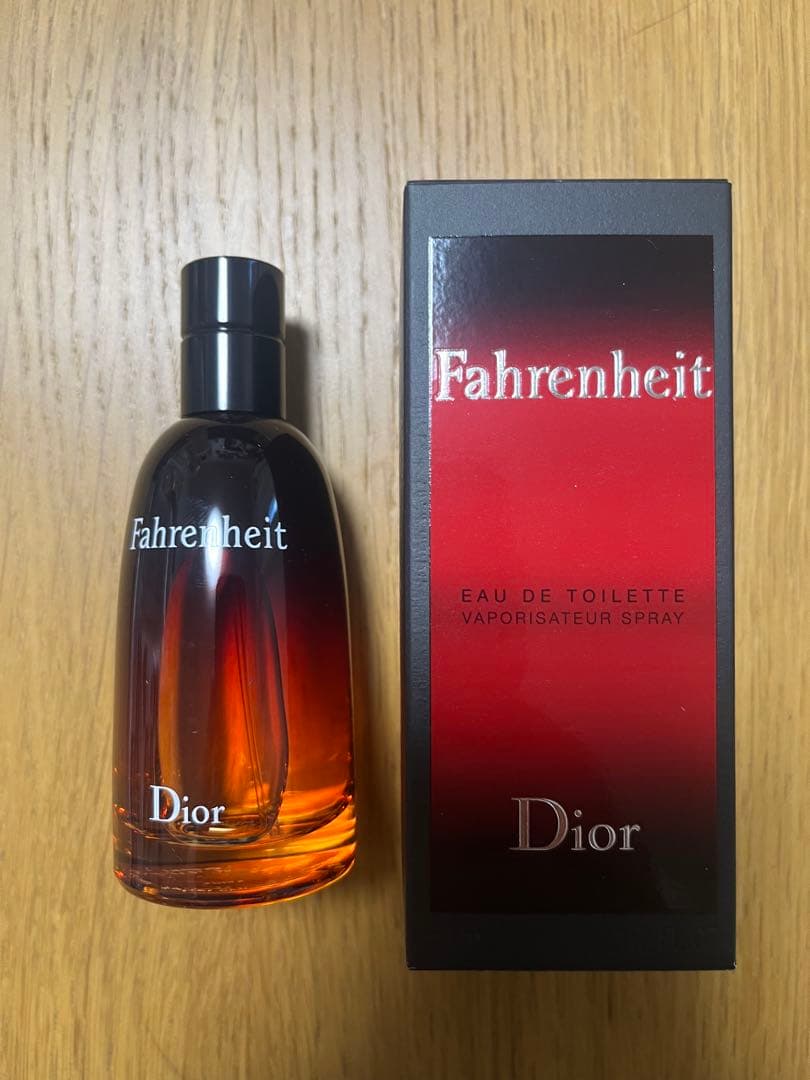 Fahrenheit
Dior
Fahrenheit
EAU DE TOILETTE
VAPORISATEUR SPRAY
Dior